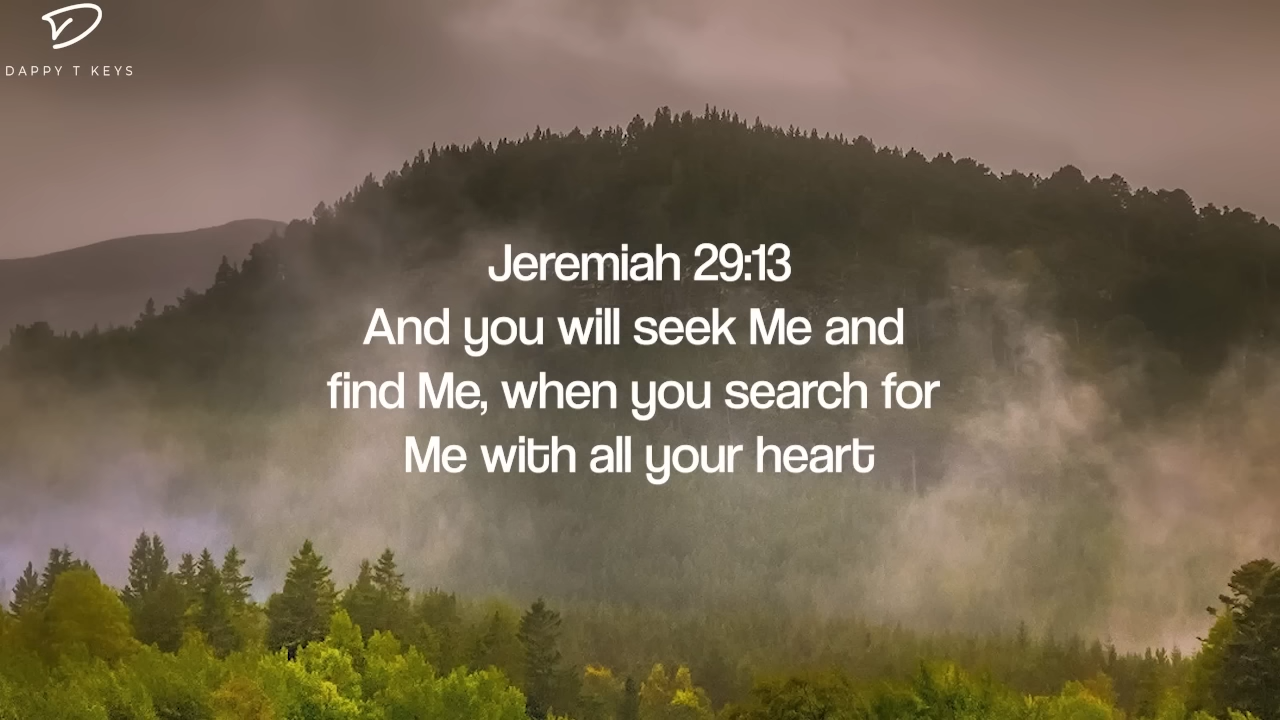 DAPPY T KEYS
Jeremiah 29:13
And you will seek Me and
find Me, when you search for
Me with all your heart